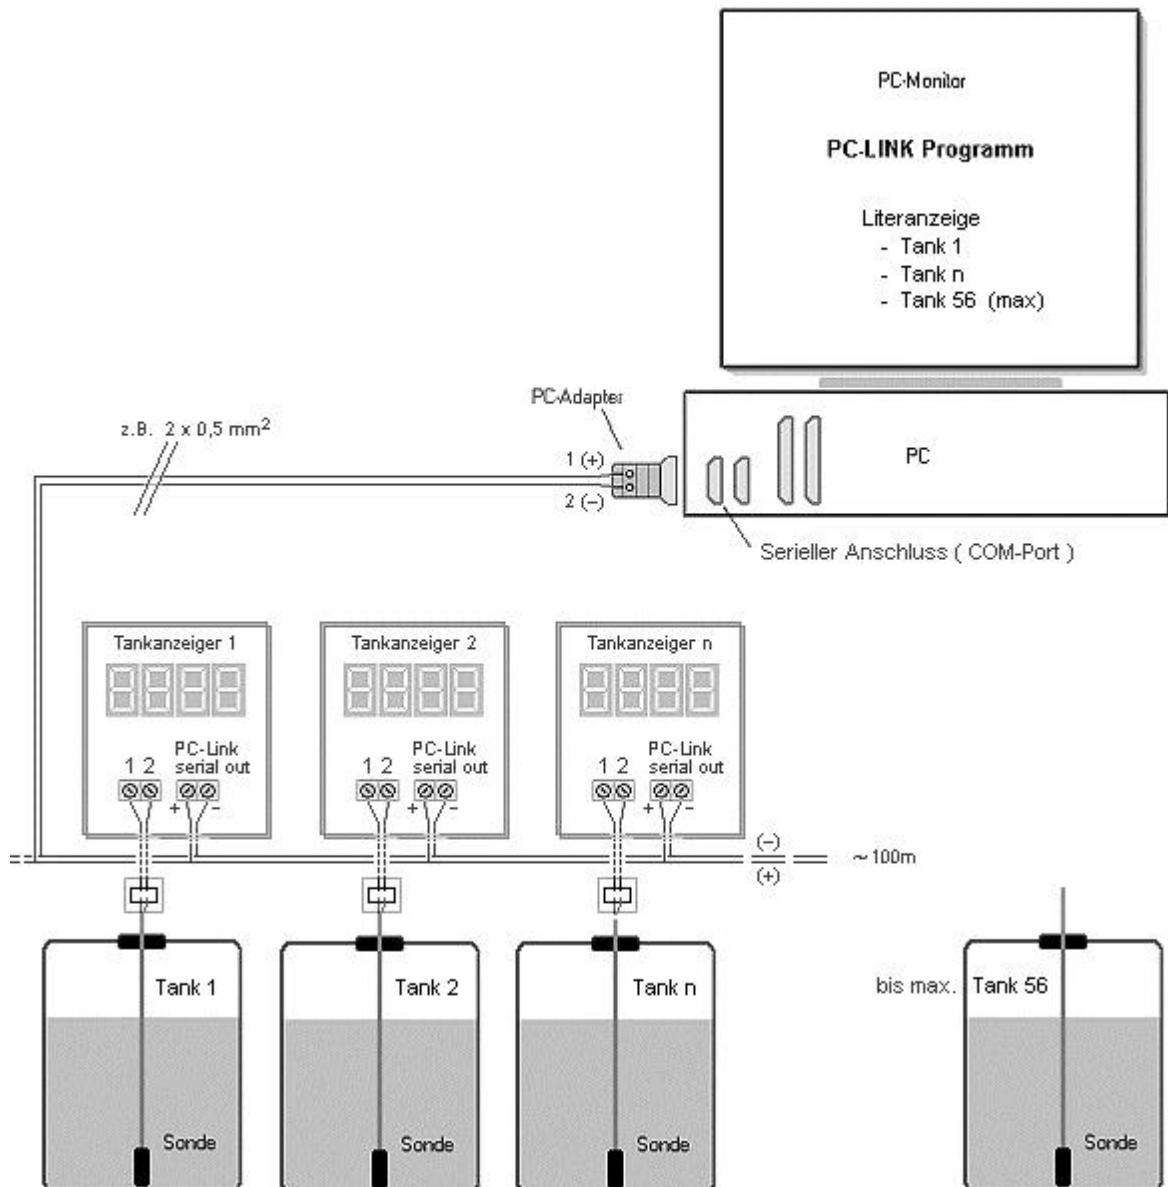 PC-Monitor
PC-LINK Programm
Literanzeige
- Tank 1
- Tank n
- Tank 56 (max)
PC-Adapter
z.B. 2 x 0,5 mm²
1 (+)
2 (–)
PC
Serieller Anschluss ( COM-Port )
Tankanzeiger 1
Tankanzeiger 2
Tankanzeiger n
1 2
PC-Link
serial out
+ –
1 2
PC-Link
serial out
+ –
1 2
PC-Link
serial out
+ –
(–)
(+)
~100m
Tank 1
Tank 2
Tank n
bis max. Tank 56
Sonde
Sonde
Sonde
Sonde